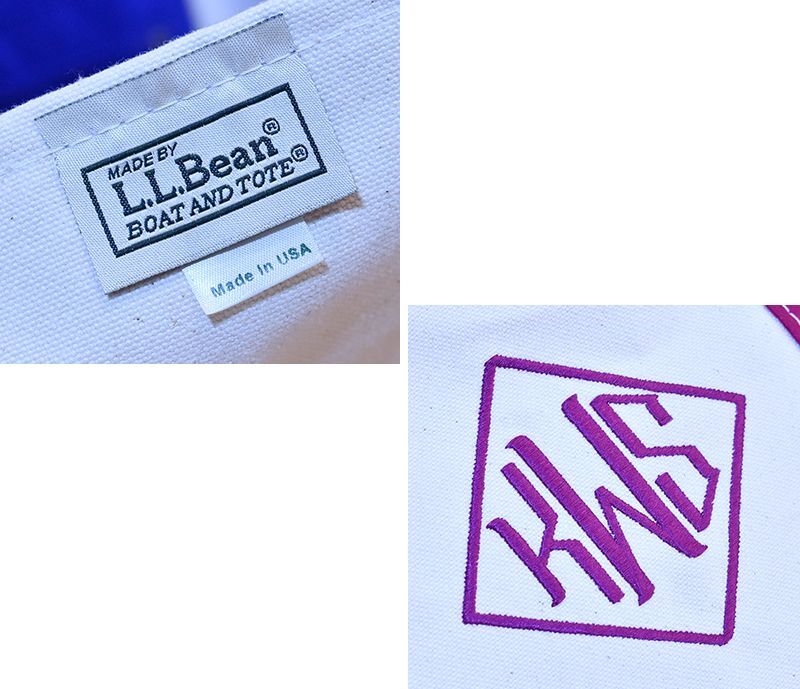 MADE BY
L.L.Bean®
BOAT AND TOTE®
Made In USA
KWS